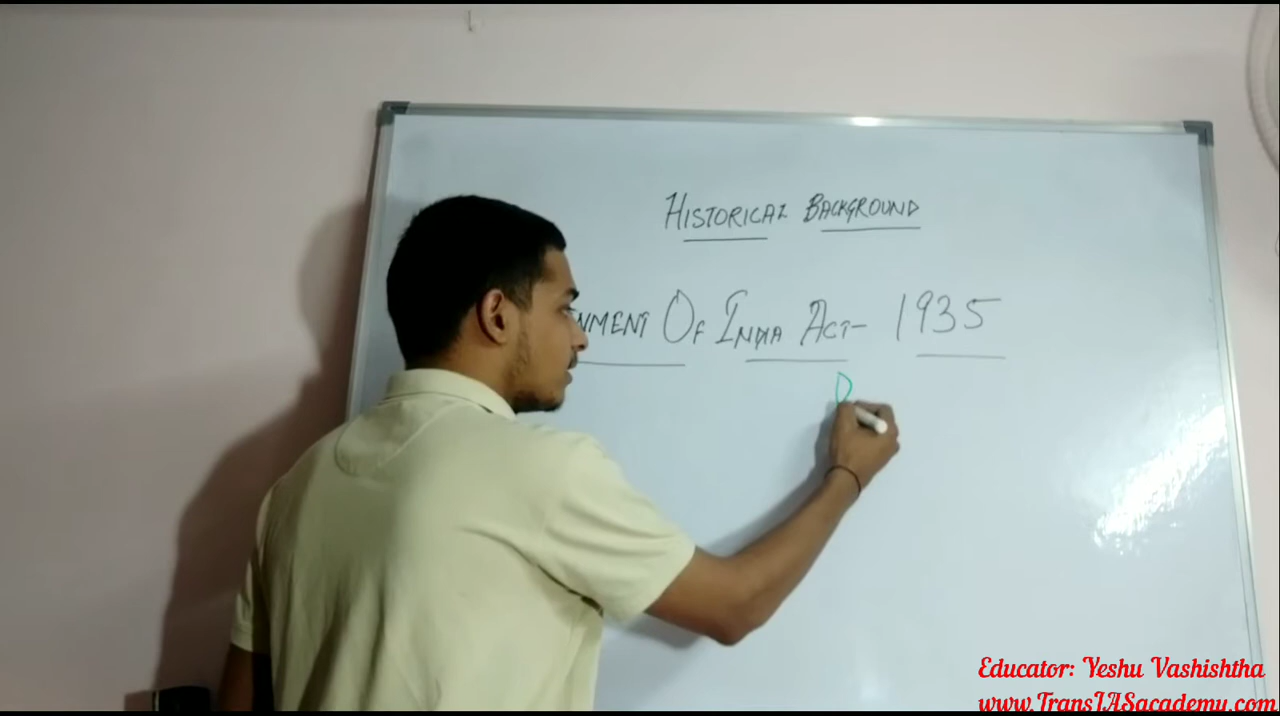 HISTORICAL BACKGROUND
NMENT OF INDIA ACT- 1935
Educator: Yeshu Vashishtha
www.TransIASacademy.com